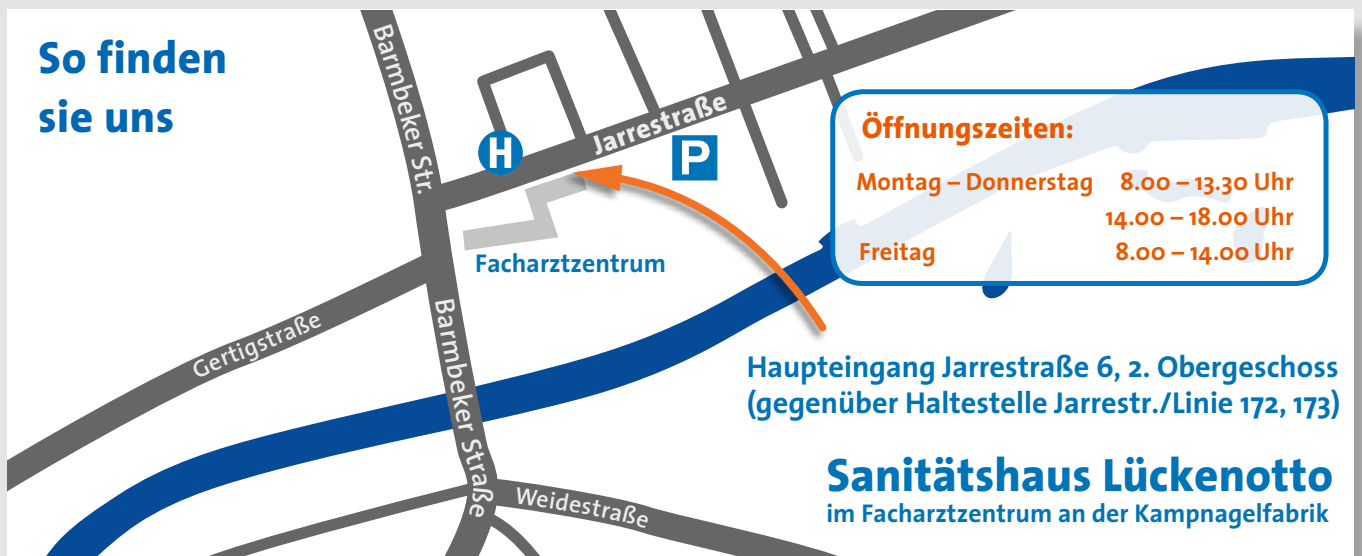 So finden
sie uns
Barmbeker Str.
H
Jarrestraße
P
Öffnungszeiten:
Montag – Donnerstag 8.00 – 13.30 Uhr
14.00 – 18.00 Uhr
Freitag 8.00 – 14.00 Uhr
Facharztzentrum
Gertigstraße
Barmbeker Straße
Haupteingang Jarrestraße 6, 2. Obergeschoss
(gegenüber Haltestelle Jarrestr./Linie 172, 173)
Weidestraße
Sanitätshaus Lückenotto
im Facharztzentrum an der Kampnagelfabrik